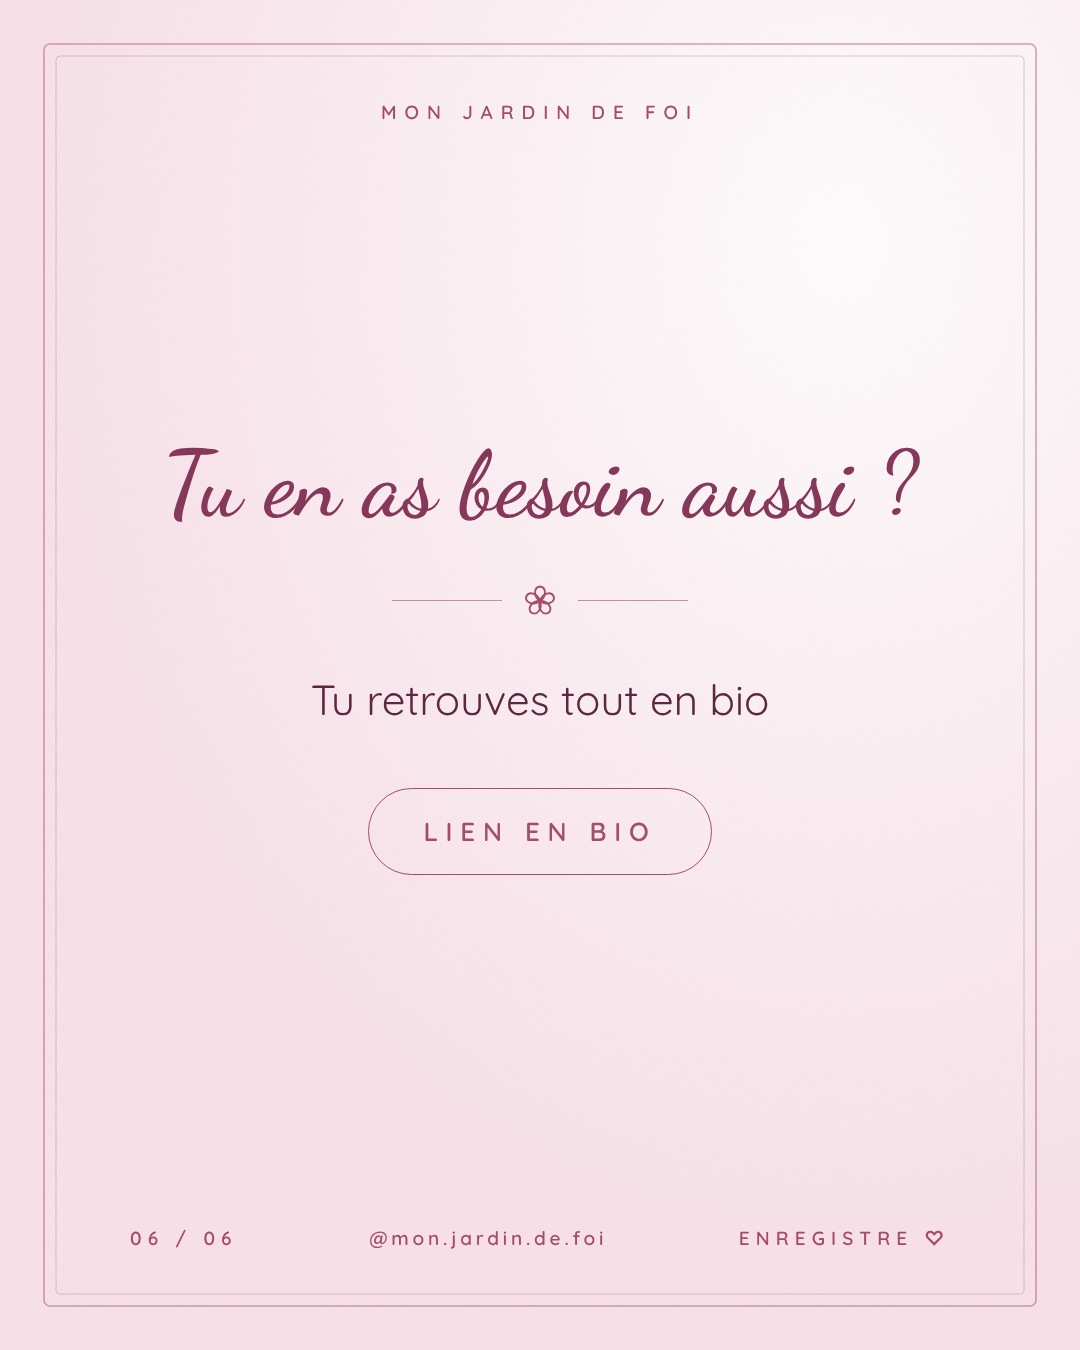 MON JARDIN DE FOI
Tu en as besoin aussi ?
Tu retrouves tout en bio
LIEN EN BIO
06 / 06 @mon.jardin.de.foi ENREGISTRE ♡